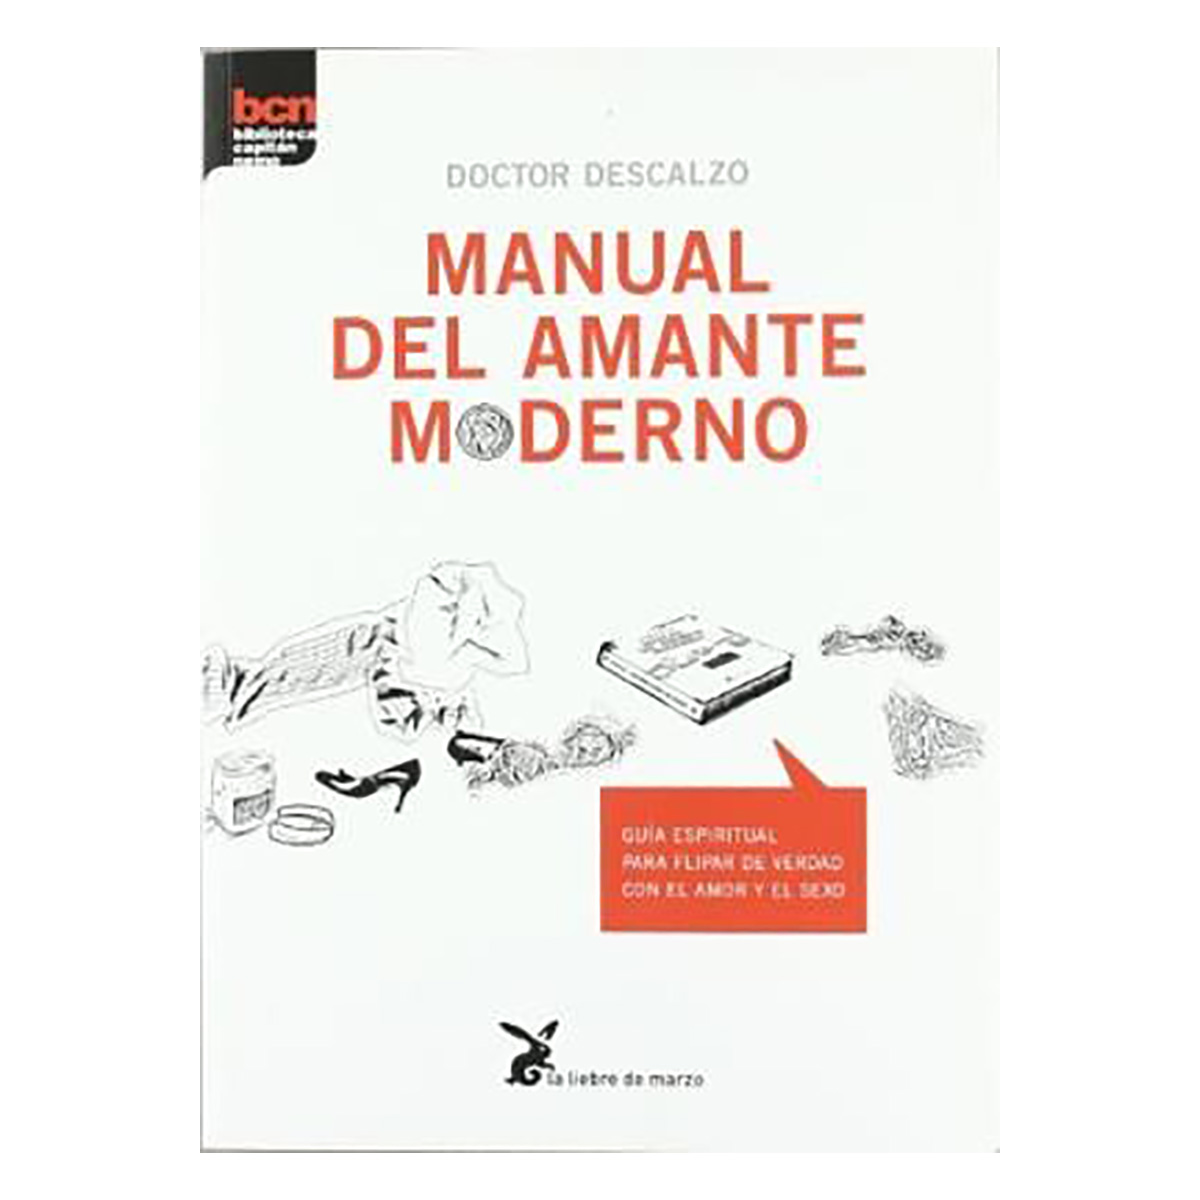 bcn
biblioteca
capitán
nemo
DOCTOR DESCALZO
MANUAL
DEL AMANTE
MODERNO
GUÍA ESPIRITUAL
PARA FLIPAR DE VERDAD
CON EL AMOR Y EL SEXO
la liebre de marzo